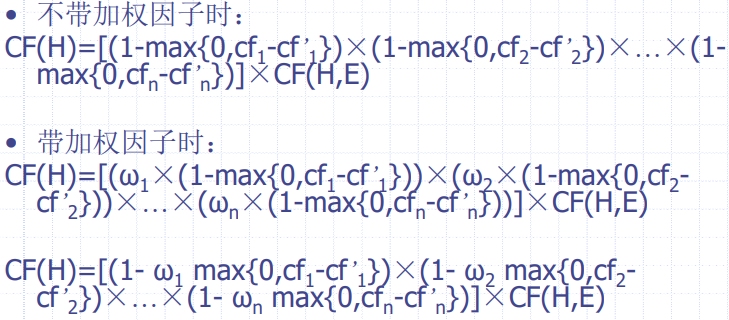 • 不带加权因子时：
CF(H)=[(1-max{0,cf₁-cf’₁})×(1-max{0,cf₂-cf’₂})×…×(1-
max{0,cfₙ-cf’ₙ})]×CF(H,E)
• 带加权因子时：
CF(H)=[(ω₁×(1-max{0,cf₁-cf’₁}))×(ω₂×(1-max{0,cf₂-
cf’₂}))×…×(ωₙ×(1-max{0,cfₙ-cf’ₙ}))]×CF(H,E)
CF(H)=[(1- ω₁ max{0,cf₁-cf’₁})×(1- ω₂ max{0,cf₂-
cf’₂})×…×(1- ωₙ max{0,cfₙ-cf’ₙ})]×CF(H,E)